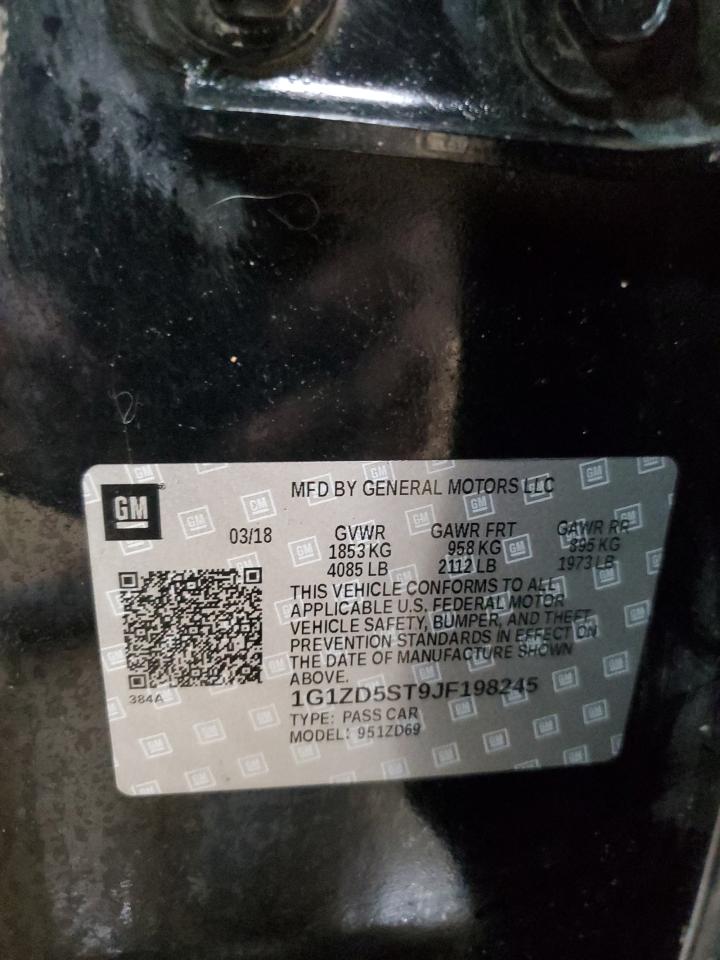 GM
MFD BY GENERAL MOTORS LLC
03/18
GVWR GAWR FRT GAWR RR
1853 KG 958 KG 895 KG
4085 LB 2112 LB 1973 LB
THIS VEHICLE CONFORMS TO ALL
APPLICABLE U.S. FEDERAL MOTOR
VEHICLE SAFETY, BUMPER, AND THEFT
PREVENTION STANDARDS IN EFFECT ON
THE DATE OF MANUFACTURE SHOWN
ABOVE.
384A
1G1ZD5ST9JF198245
TYPE: PASS CAR
MODEL: 951ZD69